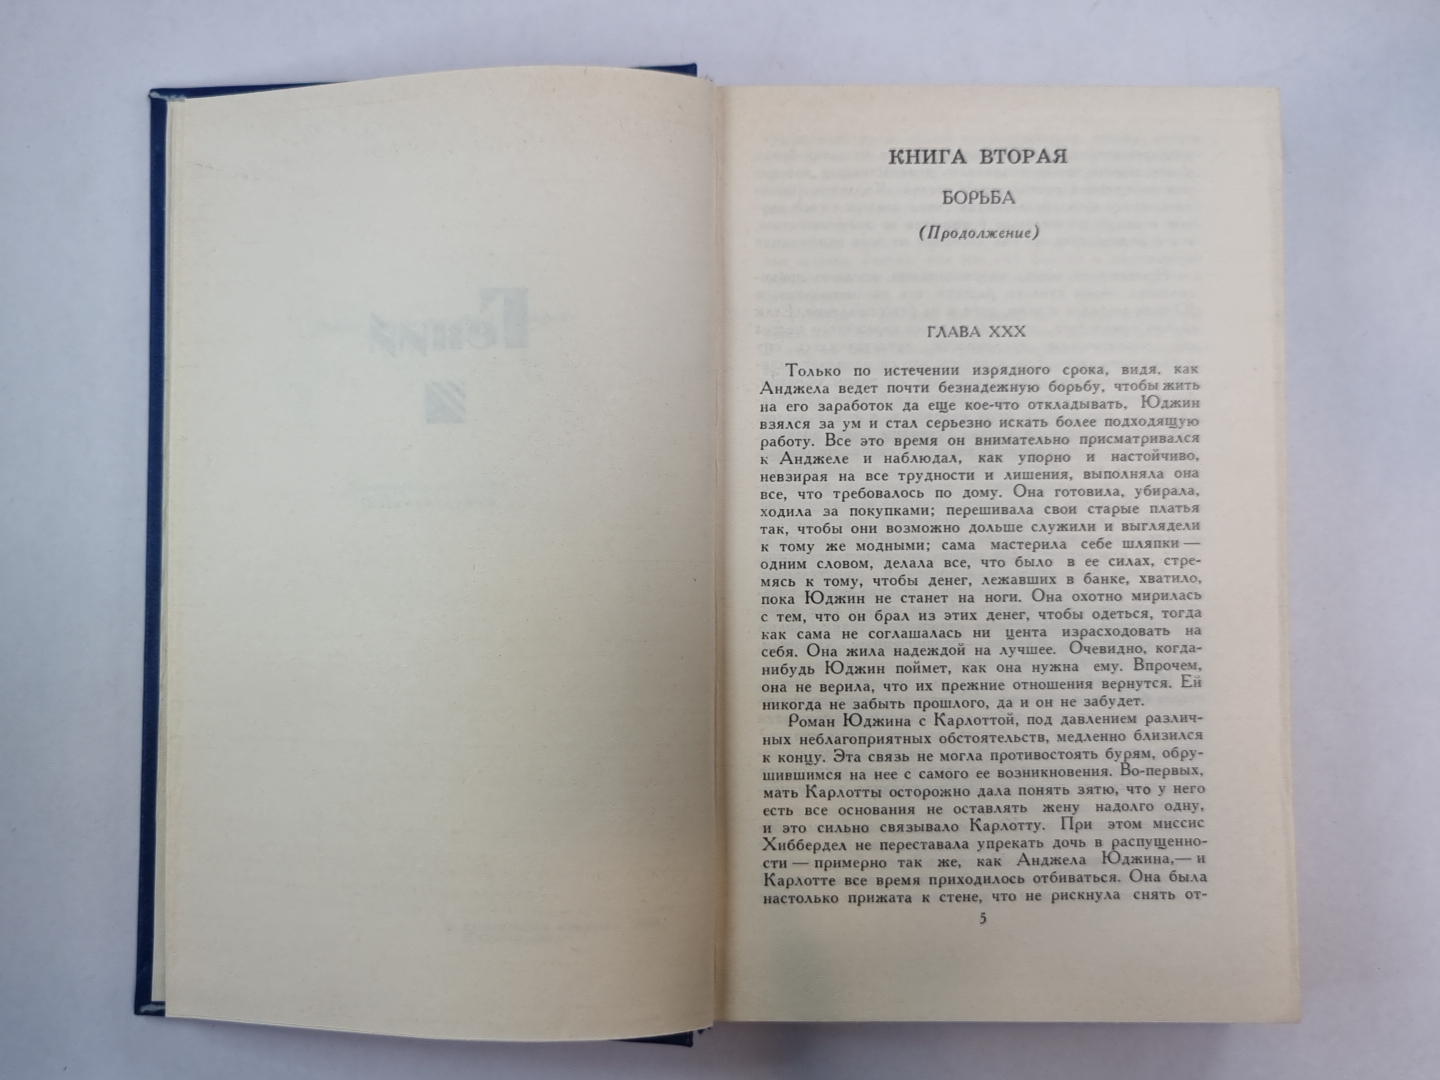 КНИГА ВТОРАЯ
БОРЬБА
(Продолжение)
ГЛАВА XXX
Только по истечении изрядного срока, видя, как
Анджела ведет почти безнадежную борьбу, чтобы жить
на его заработок да еще кое-что откладывать, Юджин
взялся за ум и стал серьезно искать более подходящую
работу. Все это время он внимательно присматривался
к Анджеле и наблюдал, как упорно и настойчиво,
невзирая на все трудности и лишения, выполняла она
все, что требовалось по дому. Она готовила, убирала,
ходила за покупками; перешивала свои старые платья
так, чтобы они возможно дольше служили и выглядели
к тому же модными; сама мастерила себе шляпки —
одним словом, делала все, что было в ее силах, стре-
мясь к тому, чтобы денег, лежавших в банке, хватило,
пока Юджин не станет на ноги. Она охотно мирилась
с тем, что он брал из этих денег, чтобы одеться, тогда
как сама не соглашалась ни цента израсходовать на
себя. Она жила надеждой на лучшее. Очевидно, когда-
нибудь Юджин поймет, как она нужна ему. Впрочем,
она не верила, что их прежние отношения вернутся. Ей
никогда не забыть прошлого, да и он не забудет.
Роман Юджина с Карлоттой, под давлением различ-
ных неблагоприятных обстоятельств, медленно близился
к концу. Эта связь не могла противостоять бурям, обру-
шившимся на нее с самого ее возникновения. Во-первых,
мать Карлотты осторожно дала понять зятю, что у него
есть все основания не оставлять жену надолго одну,
и это сильно связывало Карлотту. При этом миссис
Хиббердел не переставала упрекать дочь в распущенно-
сти — примерно так же, как Анджела Юджина,— и
Карлотте все время приходилось отбиваться. Она была
настолько прижата к стене, что не рискнула снять от-
5